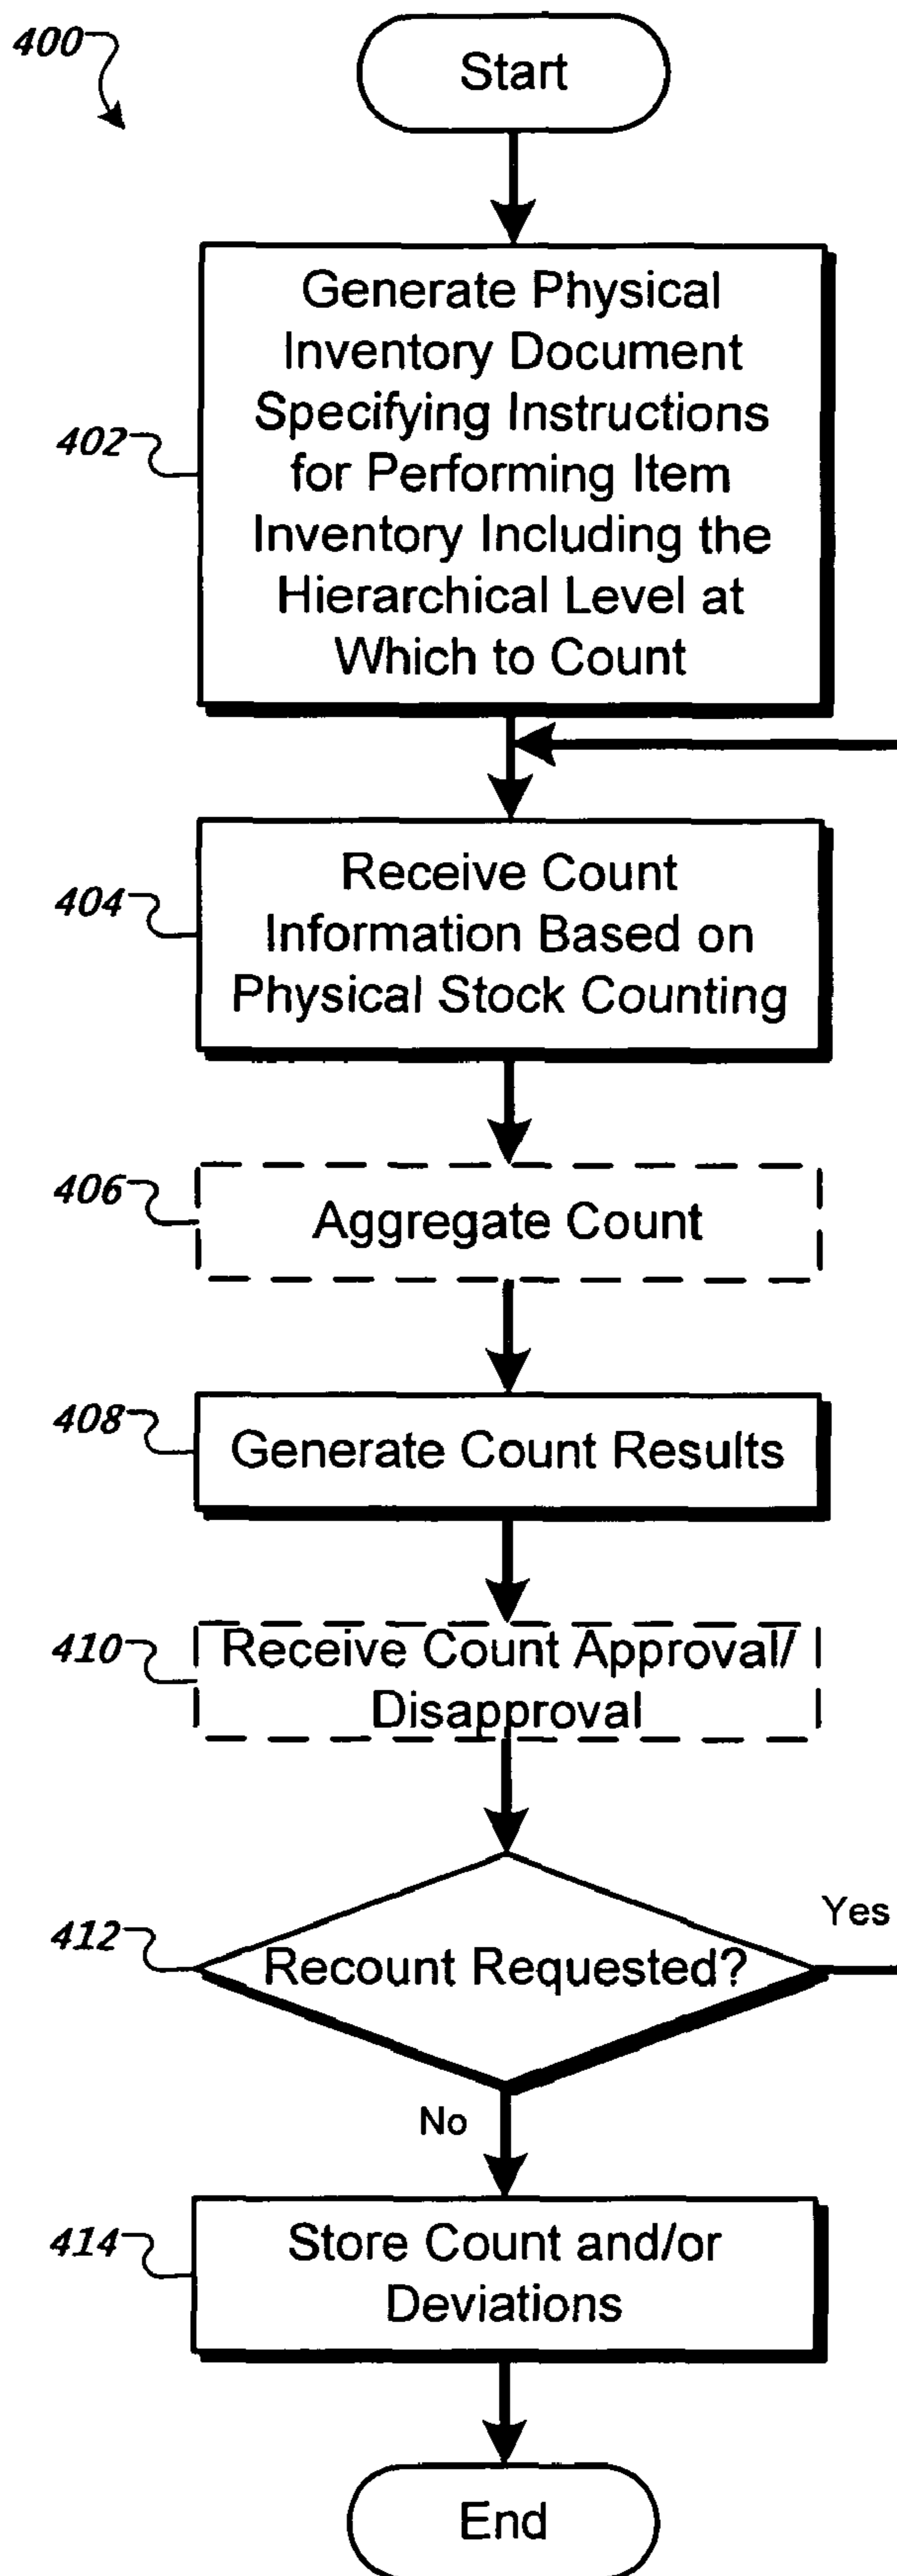 400
Start
402
Generate Physical
Inventory Document
Specifying Instructions
for Performing Item
Inventory Including the
Hierarchical Level at
Which to Count
404
Receive Count
Information Based on
Physical Stock Counting
406
Aggregate Count
408
Generate Count Results
410
Receive Count Approval/
Disapproval
412
Recount Requested?
Yes
No
414
Store Count and/or
Deviations
End